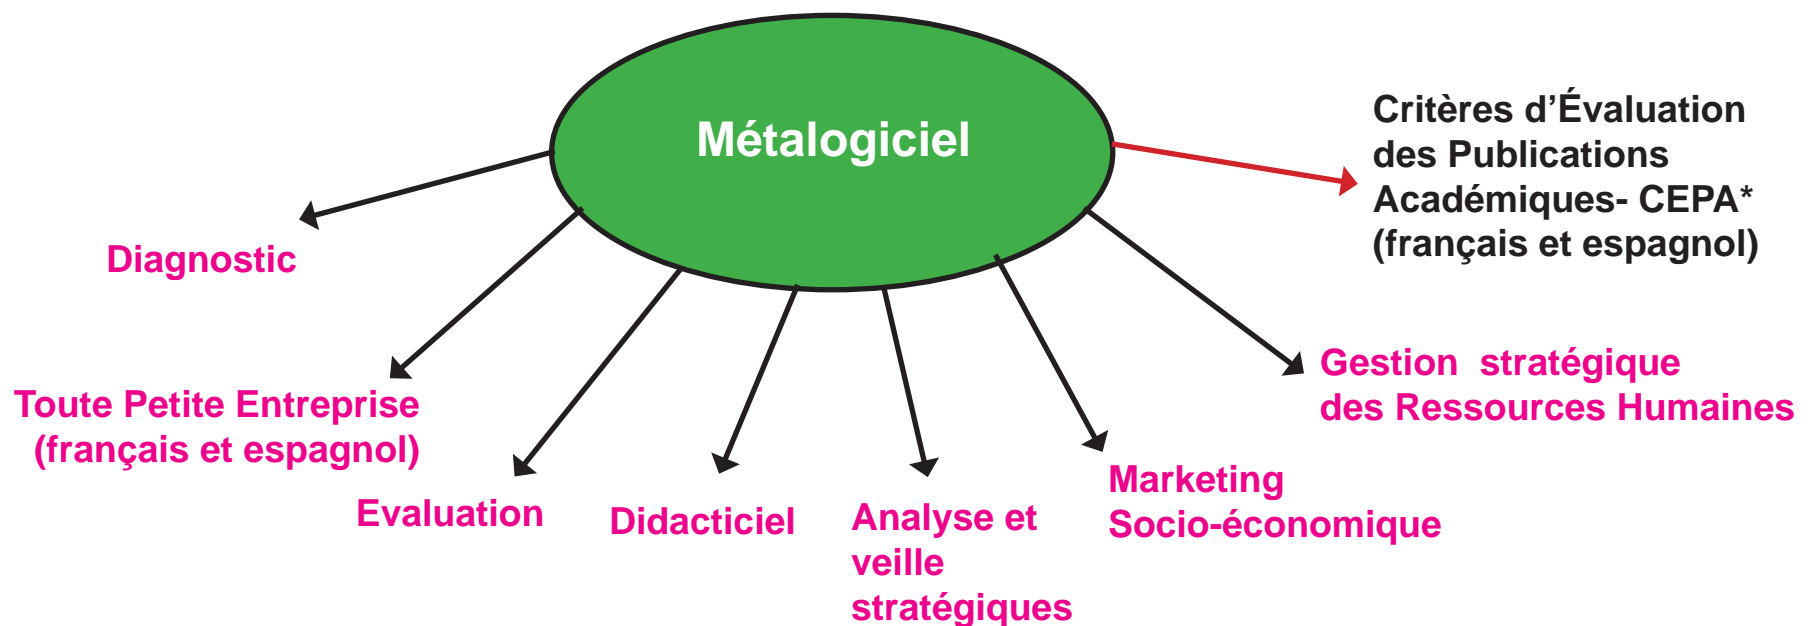 Métalogiciel
Critères d’Évaluation
des Publications
Académiques- CEPA*
(français et espagnol)
Diagnostic
Gestion  stratégique
des Ressources Humaines
Toute Petite Entreprise
(français et espagnol)
Marketing
Socio-économique
Evaluation
Didacticiel
Analyse et
veille
stratégiques